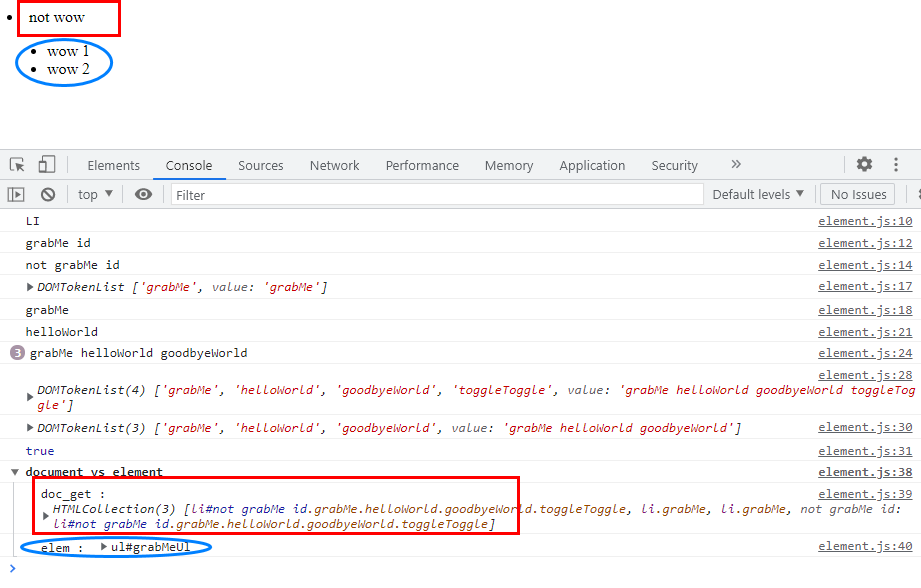 not wow
wow 1
wow 2
Elements Console Sources Network Performance Memory Application Security »
top ▼ Filter Default levels ▼ No Issues
LI element.js:10
grabMe id element.js:12
not grabMe id element.js:14
▶ DOMTokenList ['grabMe', value: 'grabMe'] element.js:17
grabMe element.js:18
helloWorld element.js:21
3 grabMe helloWorld goodbyeWorld element.js:24
element.js:28
▶ DOMTokenList(4) ['grabMe', 'helloWorld', 'goodbyeWorld', 'toggleToggle', value: 'grabMe helloWorld goodbyeWorld toggleTog
gle']
▶ DOMTokenList(3) ['grabMe', 'helloWorld', 'goodbyeWorld', value: 'grabMe helloWorld goodbyeWorld'] element.js:30
true element.js:31
▼ document vs element element.js:38
doc_get : element.js:39
▶ HTMLCollection(3) [li#not grabMe id.grabMe.helloWorld.goodbyeWorld.toggleToggle, li.grabMe, li.grabMe, not grabMe id:
li#not grabMe id.grabMe.helloWorld.goodbyeWorld.toggleToggle]
elem : ▶ ul#grabMeUl element.js:40
>